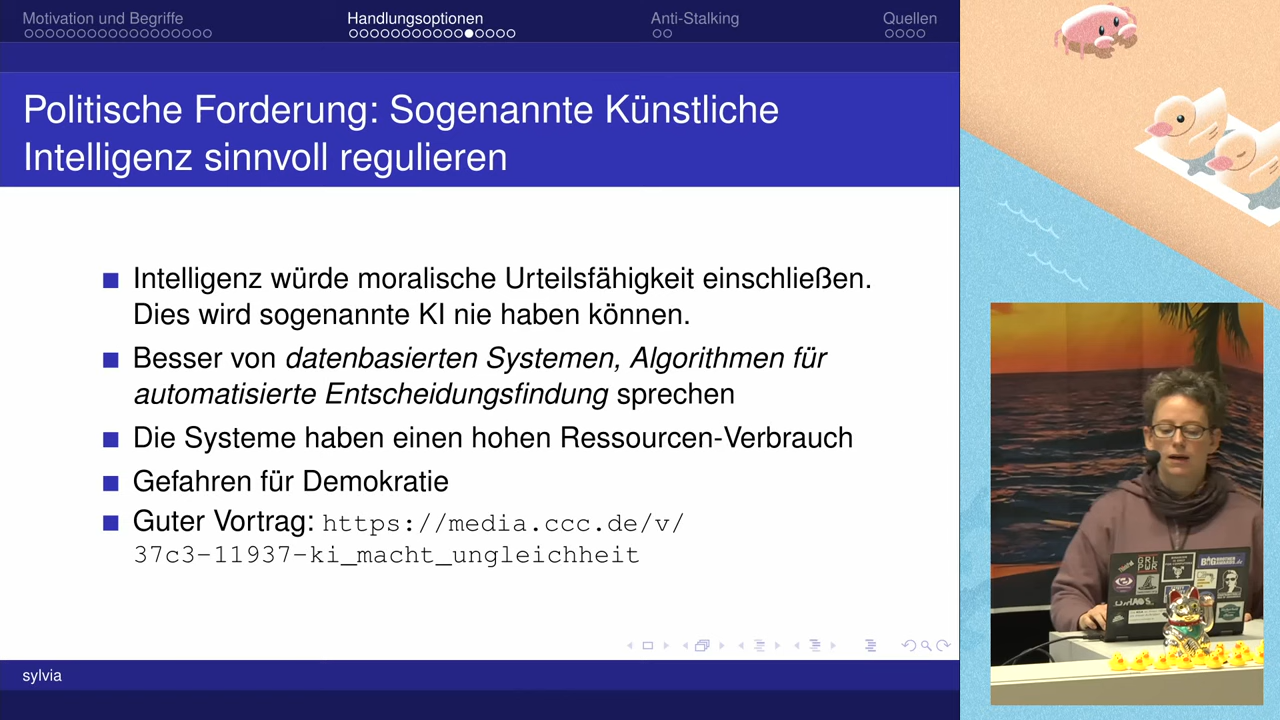 Motivation und Begriffe
Handlungsoptionen
Anti-Stalking
Quellen
Politische Forderung: Sogenannte Künstliche
Intelligenz sinnvoll regulieren
Intelligenz würde moralische Urteilsfähigkeit einschließen.
Dies wird sogenannte KI nie haben können.
Besser von datenbasierten Systemen, Algorithmen für
automatisierte Entscheidungsfindung sprechen
Die Systeme haben einen hohen Ressourcen-Verbrauch
Gefahren für Demokratie
Guter Vortrag: https://media.ccc.de/v/
37c3-11937-ki_macht_ungleichheit
sylvia